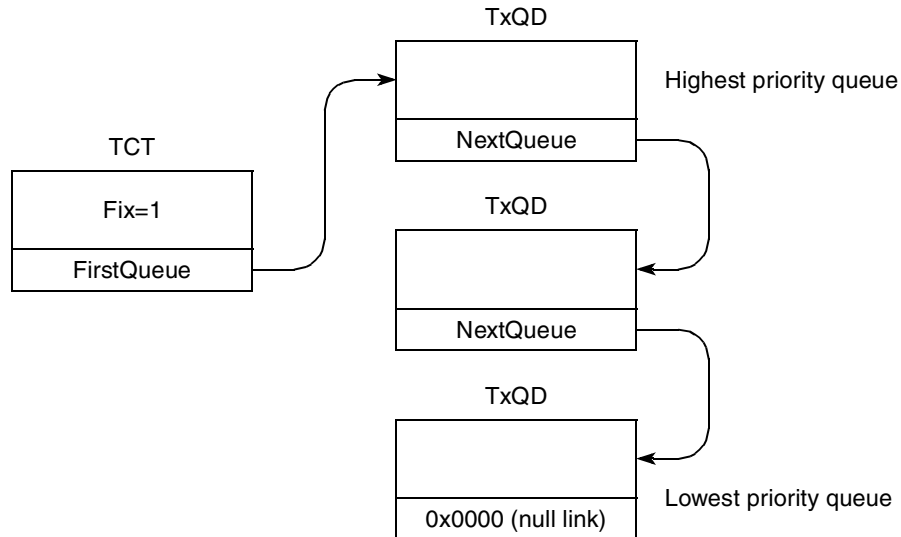 TxQD
Highest priority queue
NextQueue
TCT
Fix=1
FirstQueue
TxQD
NextQueue
TxQD
Lowest priority queue
0x0000 (null link)